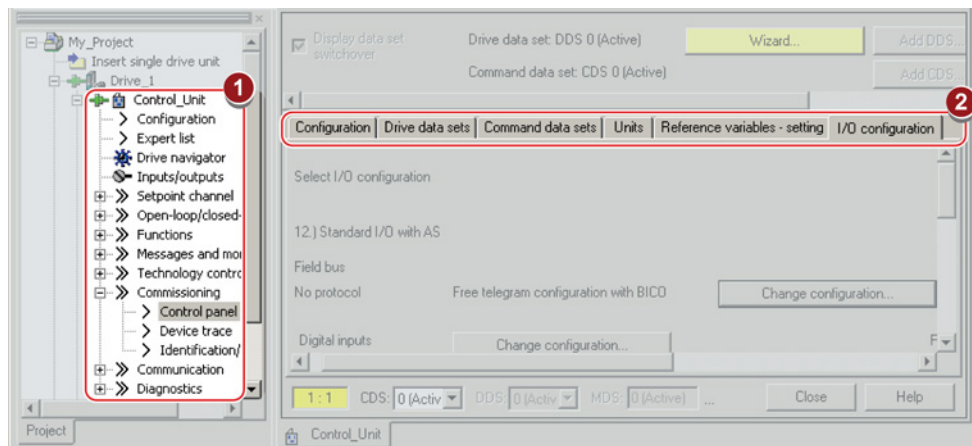 My_Project
Insert single drive unit
Drive_1
1
Control_Unit
Configuration
Expert list
Drive navigator
Inputs/outputs
Setpoint channel
Open-loop/closed-
Functions
Messages and mo
Technology contro
Commissioning
Control panel
Device trace
Identification/
Communication
Diagnostics
Project
Display data set
switchover
Drive data set: DDS 0 (Active)
Wizard...
Add DDS...
Command data set: CDS 0 (Active)
Add CDS...
2
Configuration Drive data sets Command data sets Units Reference variables - setting I/O configuration
Select I/O configuration
12.) Standard I/O with AS
Field bus
No protocol Free telegram configuration with BICO Change configuration...
Digital inputs Change configuration... F
1 : 1 CDS: 0 (Activ DDS: 0 (Activ MDS: 0 (Active) ... Close Help
Control_Unit